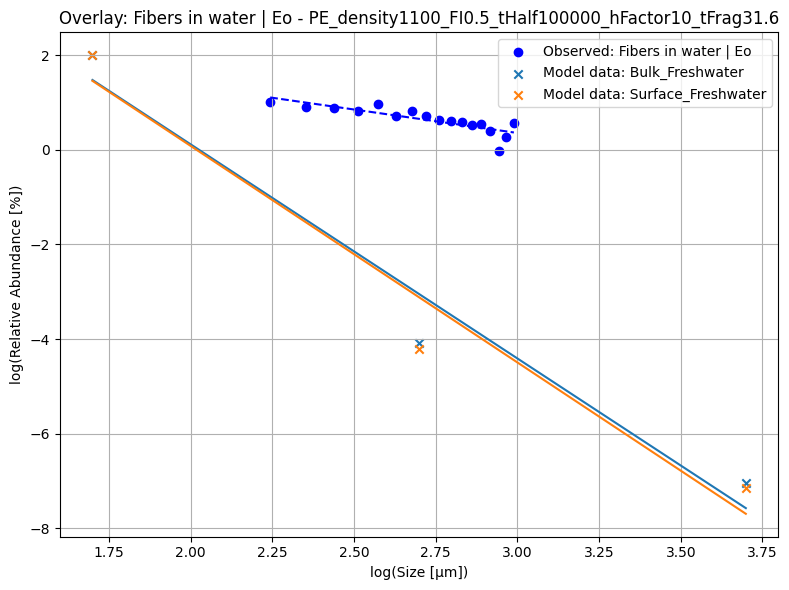 Overlay: Fibers in water | Eo - PE_density1100_FI0.5_tHalf100000_hFactor10_tFrag31.6
Observed: Fibers in water | Eo
Model data: Bulk_Freshwater
Model data: Surface_Freshwater
log(Relative Abundance [%])
2
0
−2
−4
−6
−8
1.75 2.00 2.25 2.50 2.75 3.00 3.25 3.50 3.75
log(Size [μm])